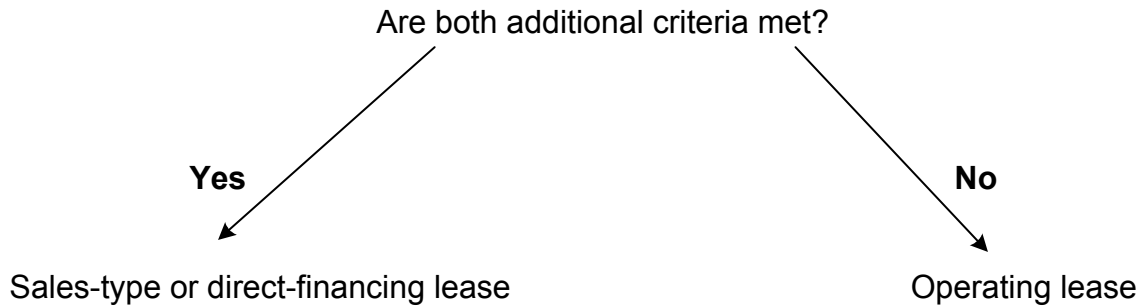 Are both additional criteria met?
Yes
No
Sales-type or direct-financing lease
Operating lease